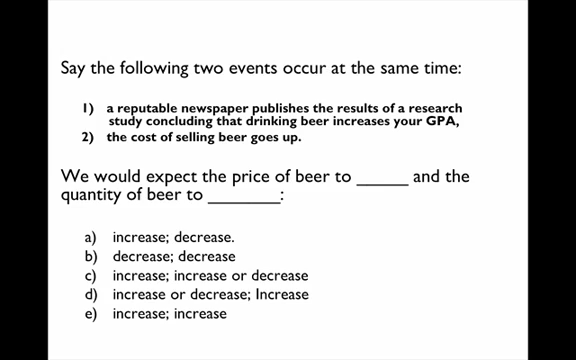 Say the following two events occur at the same time:
1) a reputable newspaper publishes the results of a research
study concluding that drinking beer increases your GPA,
2) the cost of selling beer goes up.
We would expect the price of beer to _____ and the
quantity of beer to _______:
a) increase; decrease.
b) decrease; decrease
c) increase; increase or decrease
d) increase or decrease; Increase
e) increase; increase